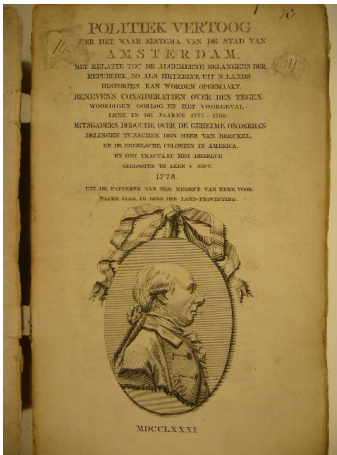 POLITIEK VERTOOG
OVER HET WAAR SISTEMA VAN DE STAD VAN
AMSTERDAM,
MET RELATIE TOT DE ALGEMEENE BELANGENS DER
REPUBLIEK, ZO ALS HETZELVE UIT 'S LANDS
HISTORIEN KAN WORDEN OPGEMAAKT.
BENEVENS CONSIDERATIEN OVER DEN TEGEN-
WOORDIGEN OORLOG EN HET VOORGEVAL-
LENE IN DE JAAREN 1777-1780
MITSGADERS, DEDUCTIE OVER DE GEHEIME ONDERHAN-
DELINGEN TUSSCHEN DEN HEER VAN BERCKEL
EN DE ENGELSCHE COLONIEN IN AMERICA,
EN HET TRACTAAT MET DEZELVE
GESLOOTEN TE AKEN 4 SEPT.
1778.
UIT DE PAPIEREN VAN EEN REGENT VAN EENE VOOR-
NAAME STAD, IN EENE DER LAND-PROVINTIEN.
MDCCLXXXI